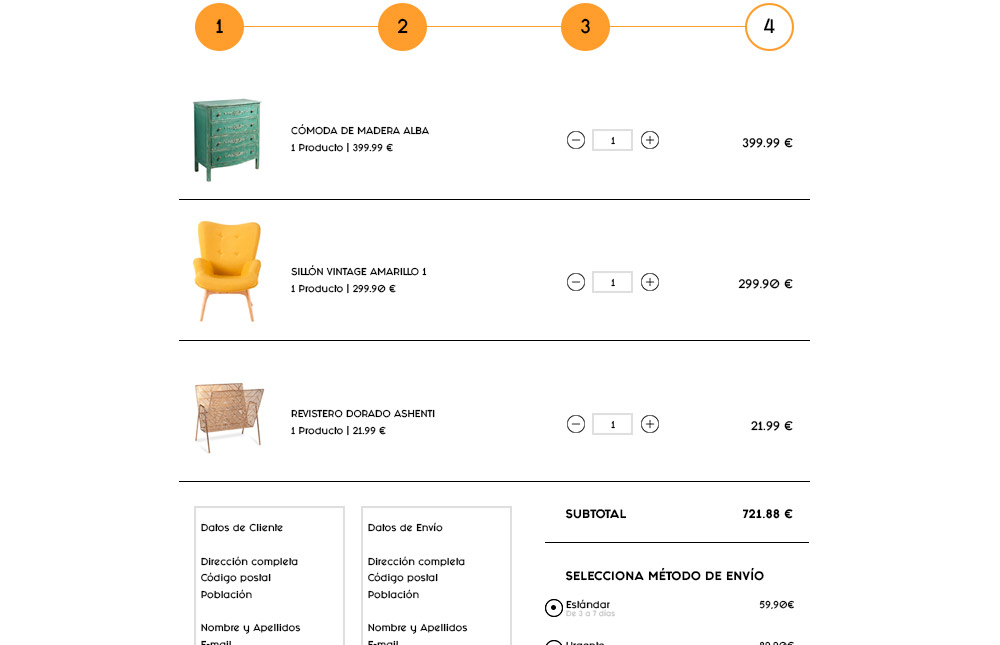 1 2 3 4
CÓMODA DE MADERA ALBA
1 Producto | 399.99 €
1
399.99 €
SILLÓN VINTAGE AMARILLO 1
1 Producto | 299.90 €
1
299.90 €
REVISTERO DORADO ASHENTI
1 Producto | 21.99 €
1
21.99 €
Datos de Cliente
Dirección completa
Código postal
Población
Nombre y Apellidos
E-mail
Datos de Envío
Dirección completa
Código postal
Población
Nombre y Apellidos
E-mail
SUBTOTAL 721.88 €
SELECCIONA MÉTODO DE ENVÍO
Estándar 59,90€
De 3 a 7 días
Urgente 89,90€